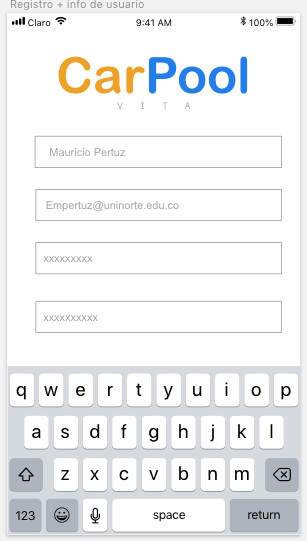 Registro + info de usuario
Claro 9:41 AM 100%
CarPool
VITA
Mauricio Pertuz
Empertuz@uninorte.edu.co
xxxxxxxxx
xxxxxxxxxx
q w e r t y u i o p
a s d f g h j k l
z x c v b n m
123 space return